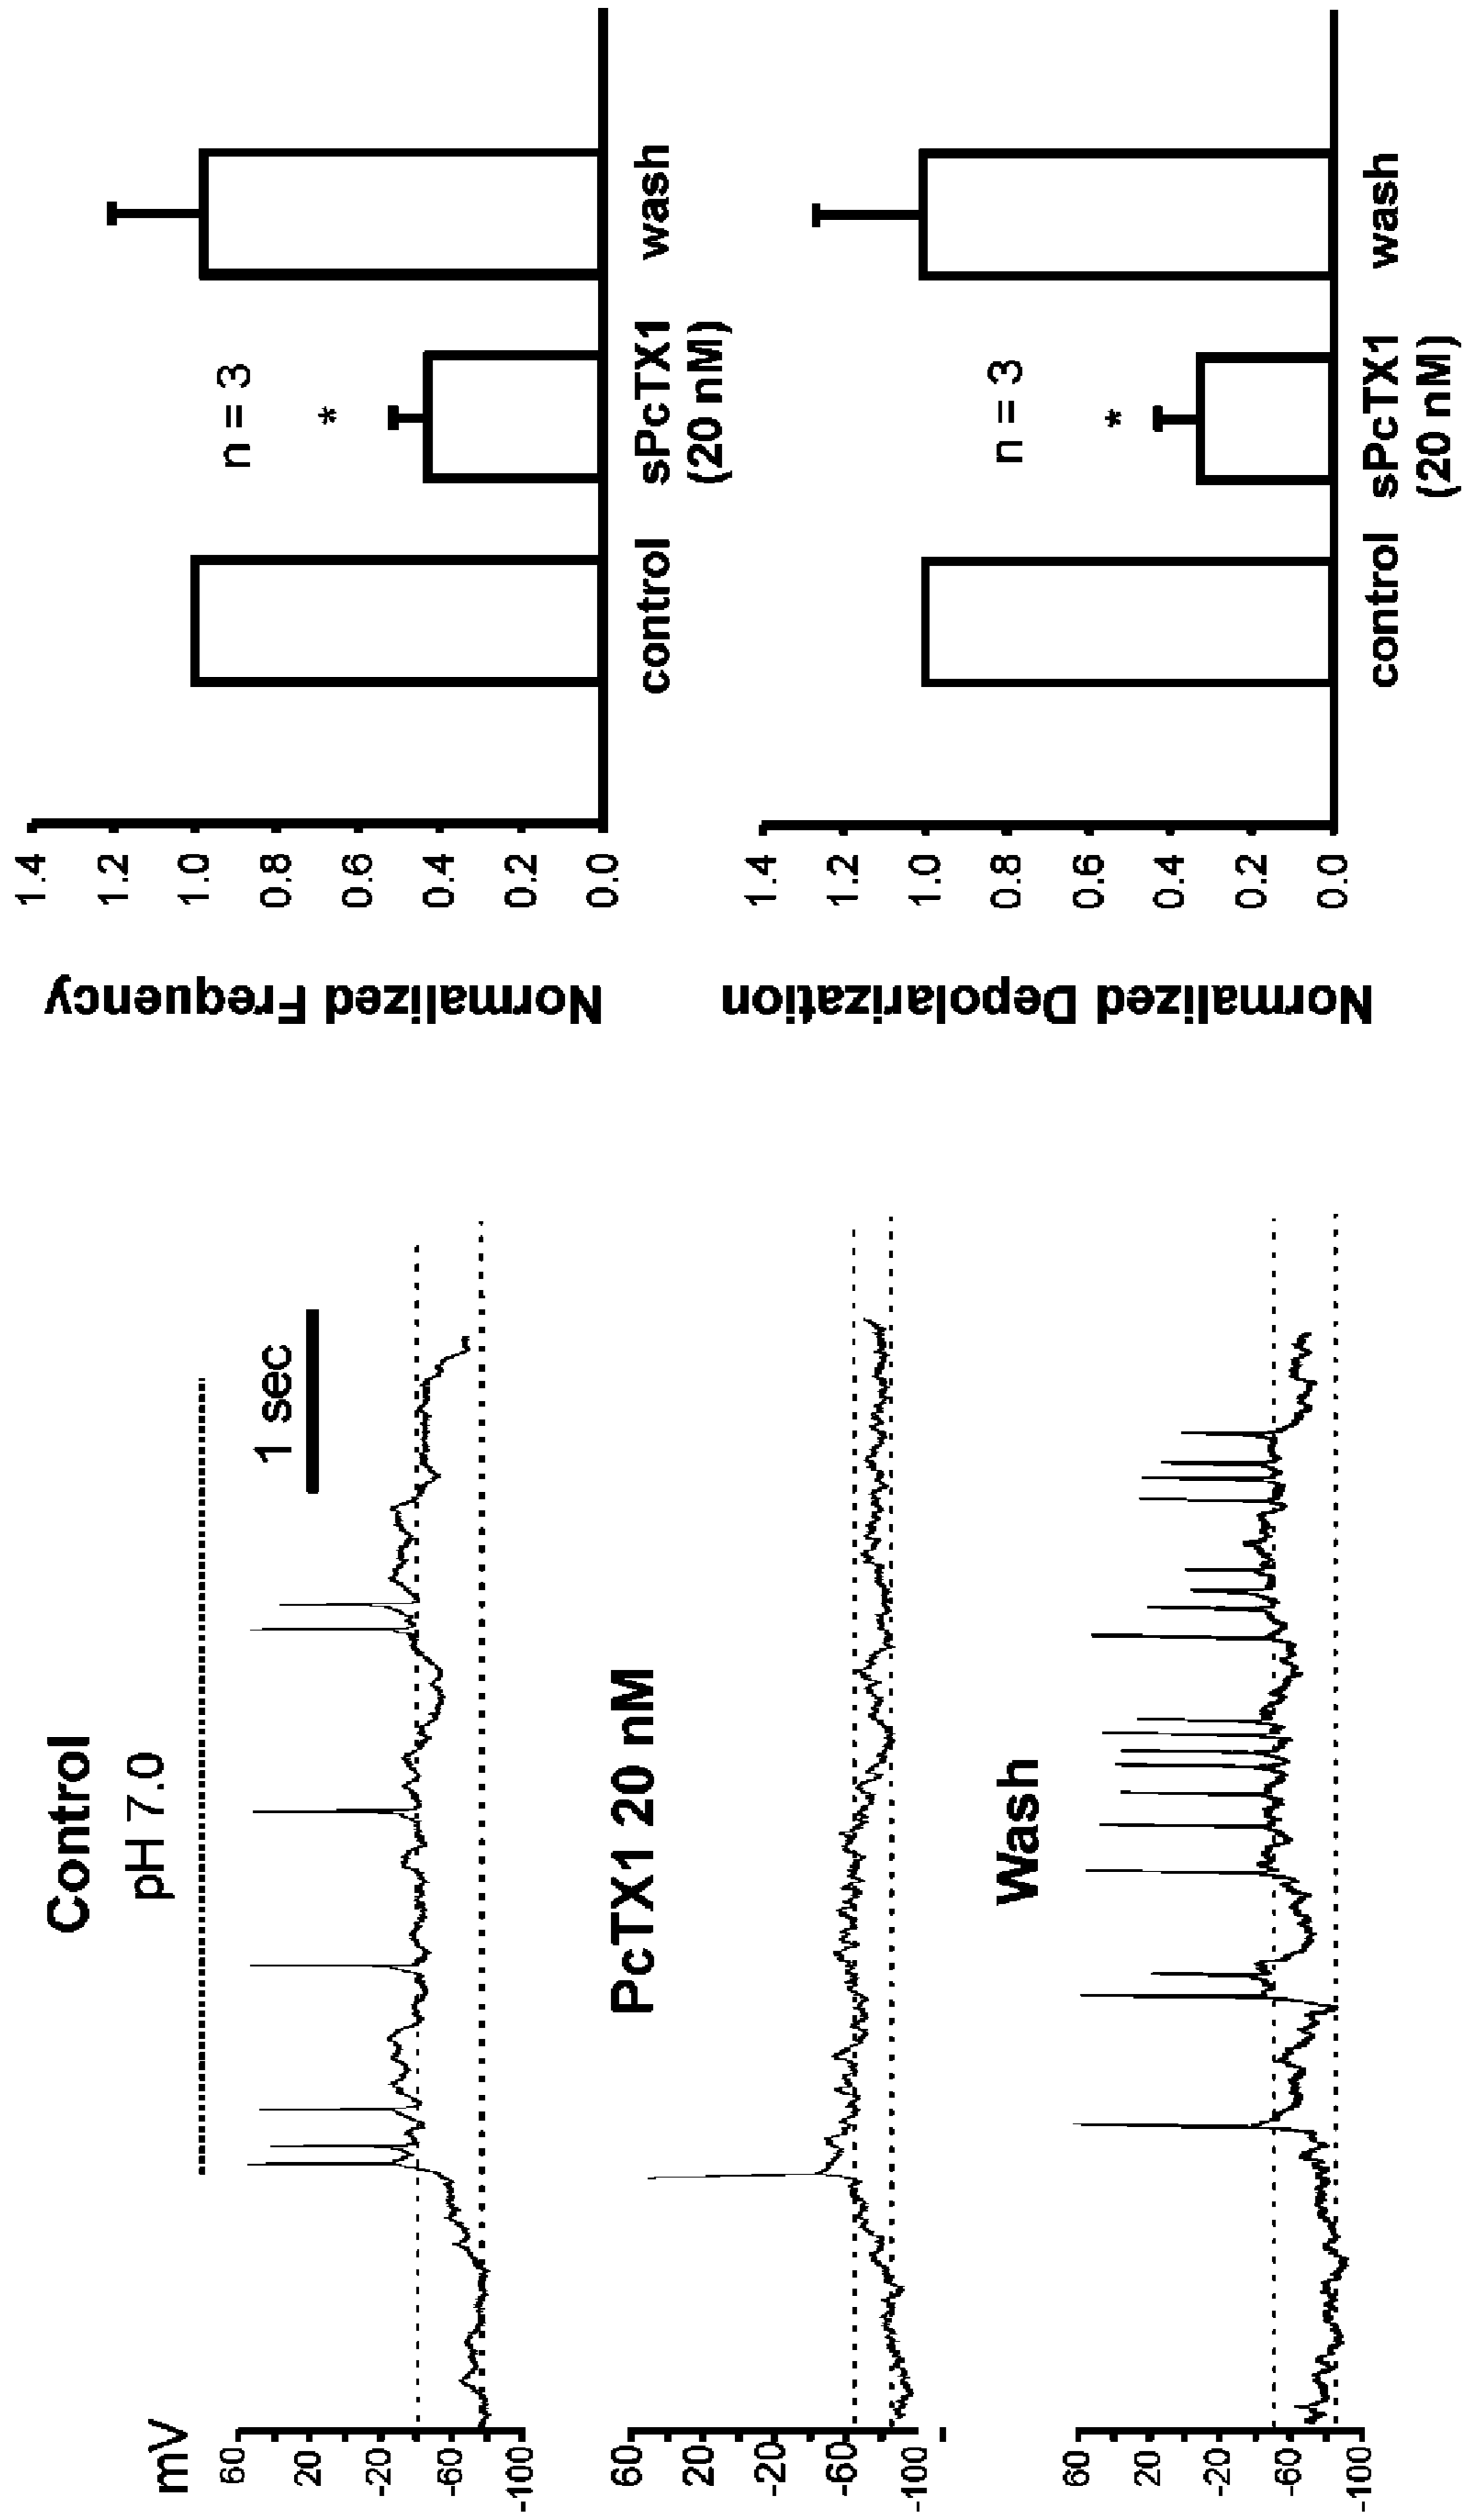 Control
pH 7.0
mV
60
20
-20
-60
-100
1 sec
PcTX1 20 nM
60
20
-20
-60
-100
Wash
60
20
-20
-60
-100
Normalized Frequency
1.4
1.2
1.0
0.8
0.6
0.4
0.2
0.0
n = 3
*
control sPcTX1 wash
(20 nM)
Normalized Depolarization
1.4
1.2
1.0
0.8
0.6
0.4
0.2
0.0
n = 3
*
control sPcTX1 wash
(20 nM)